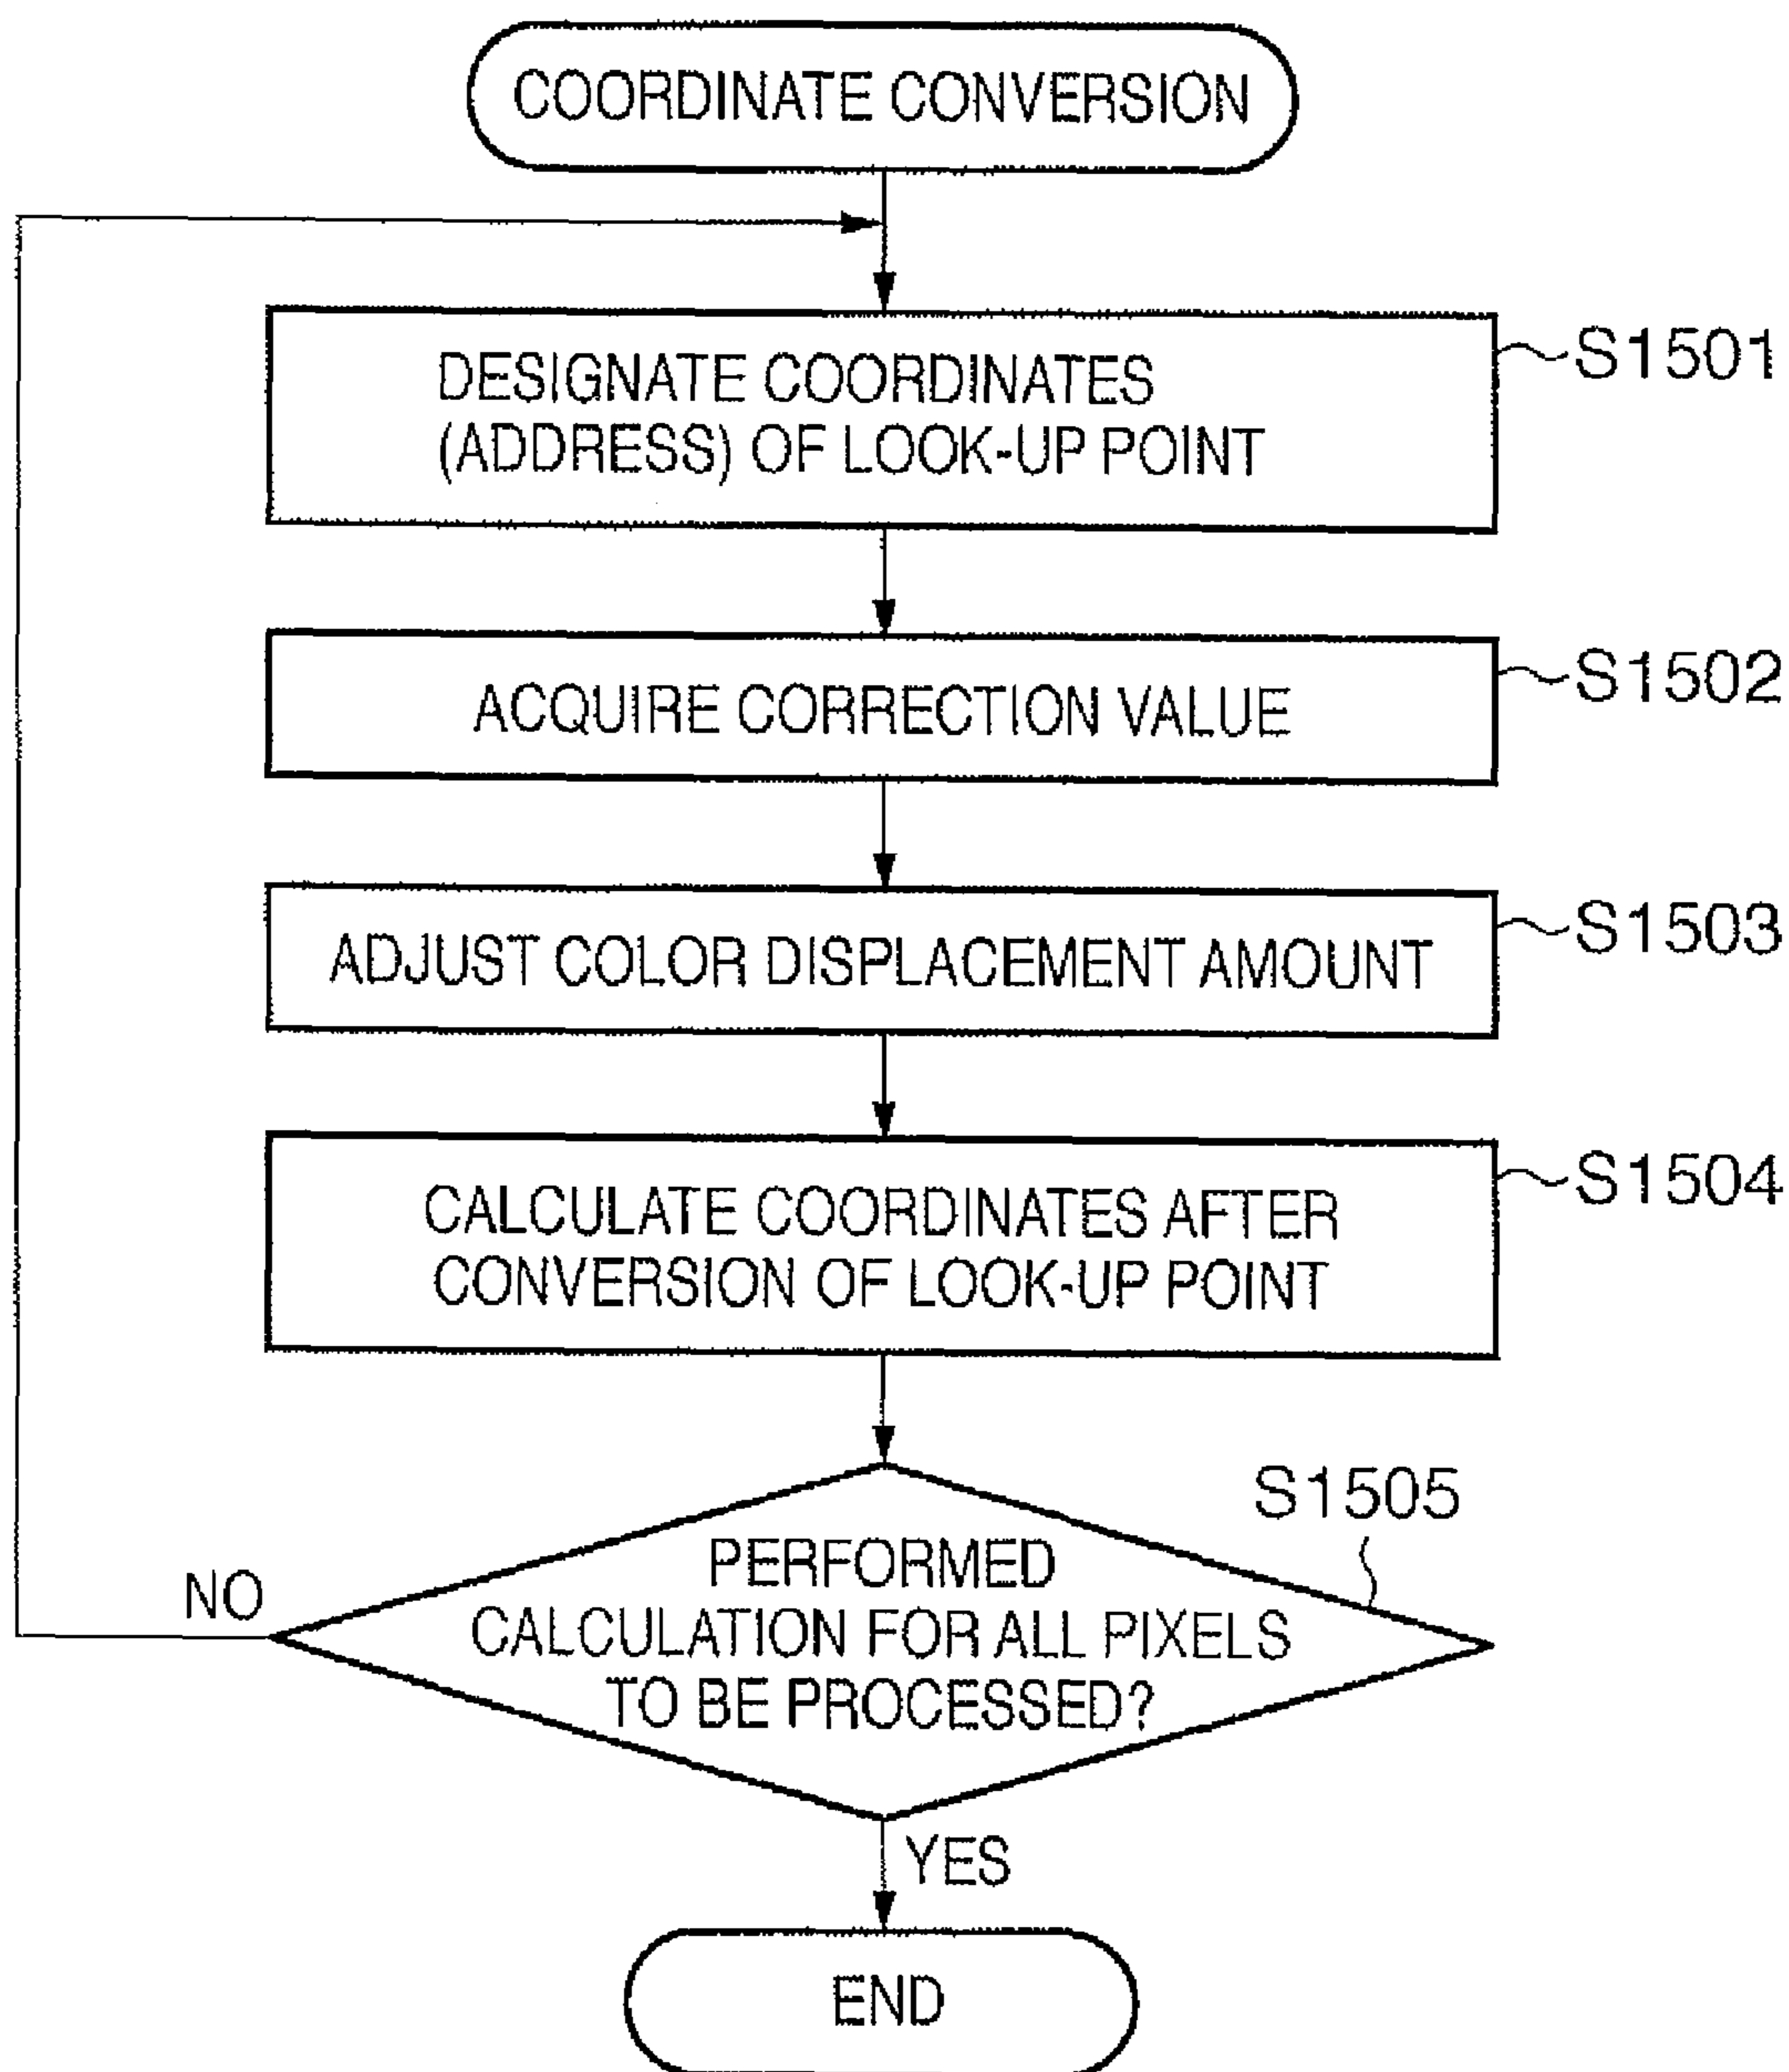 COORDINATE CONVERSION
DESIGNATE COORDINATES
(ADDRESS) OF LOOK-UP POINT
S1501
ACQUIRE CORRECTION VALUE
S1502
ADJUST COLOR DISPLACEMENT AMOUNT
S1503
CALCULATE COORDINATES AFTER
CONVERSION OF LOOK-UP POINT
S1504
S1505
PERFORMED
CALCULATION FOR ALL PIXELS
TO BE PROCESSED?
NO
YES
END